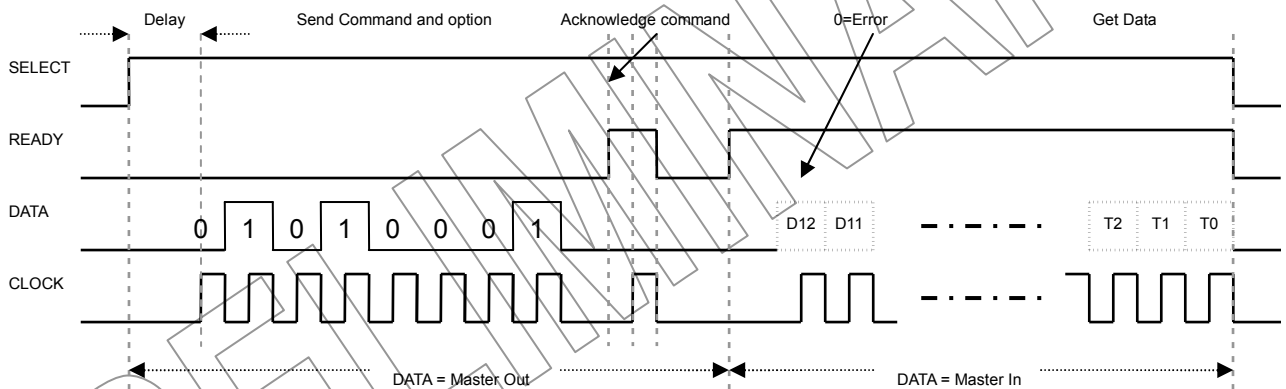 Delay Send Command and option Acknowledge command 0=Error Get Data
SELECT
READY
DATA 0 1 0 1 0 0 0 1 D12 D11 T2 T1 T0
CLOCK
DATA = Master Out DATA = Master In